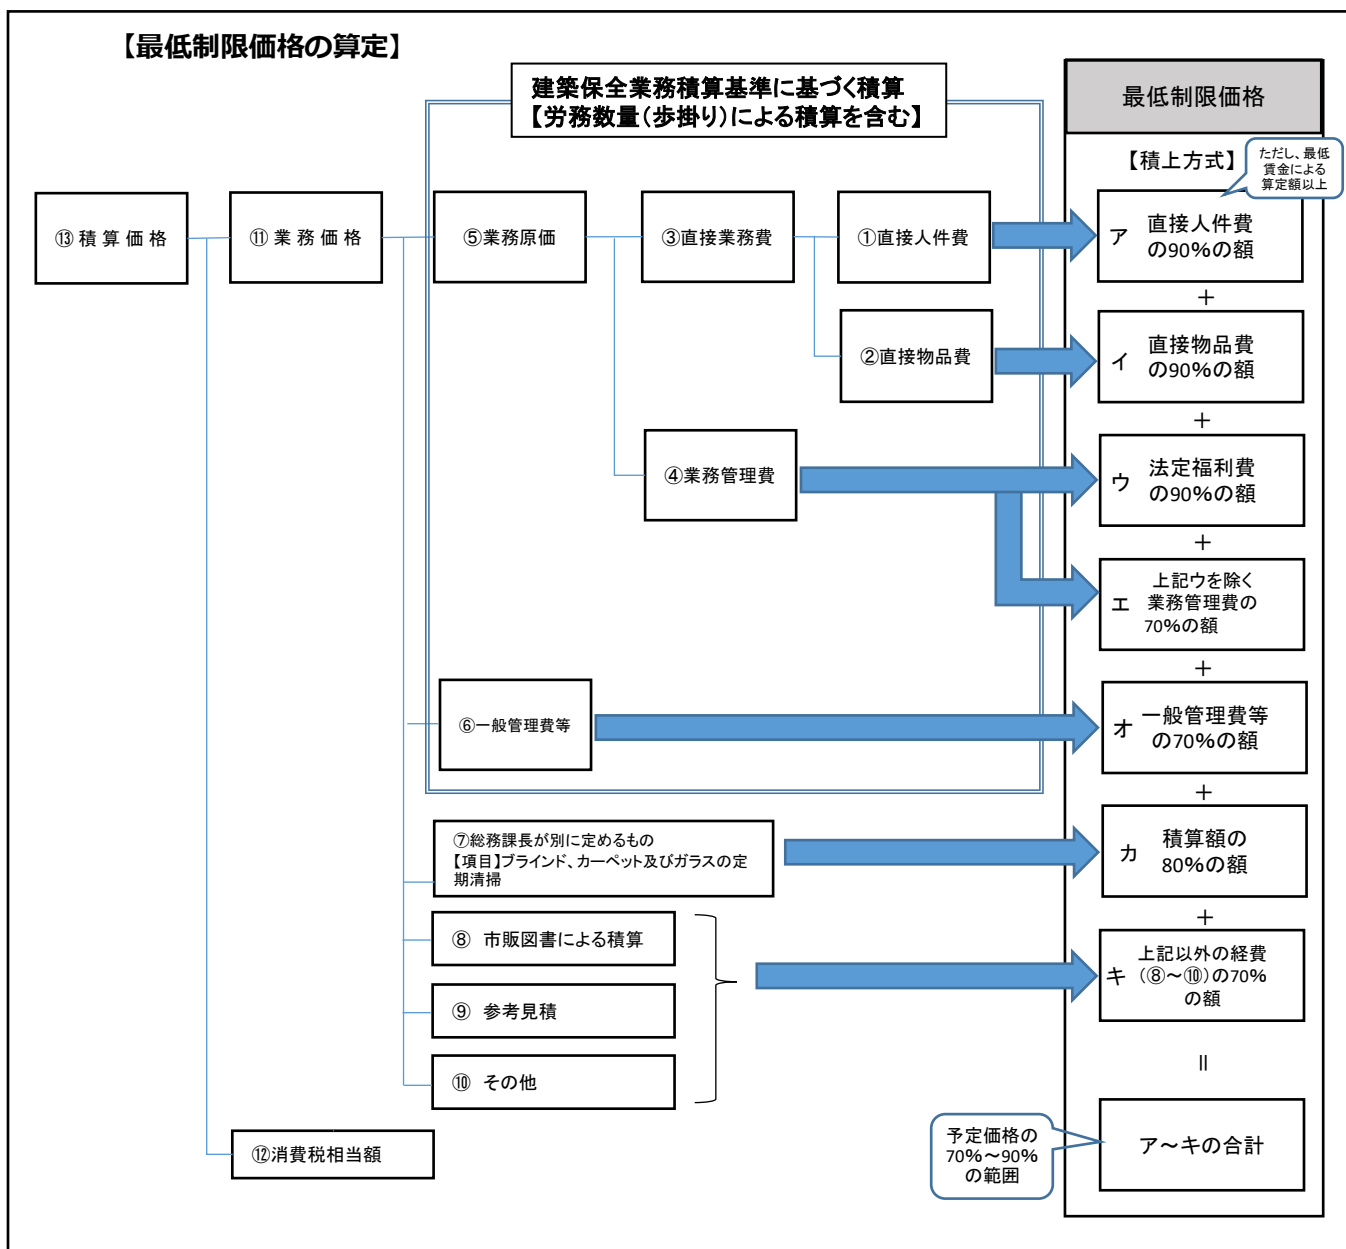 【最低制限価格の算定】
建築保全業務積算基準に基づく積算
【労務数量（歩掛り）による積算を含む】
最低制限価格
【積上方式】
ただし、最低
賃金による
算定額以上
⑬積算価格
⑪業務価格
⑤業務原価
③直接業務費
①直接人件費
ア
直接人件費
の90%の額
＋
②直接物品費
イ
直接物品費
の90%の額
＋
④業務管理費
ウ
法定福利費
の90%の額
＋
エ
上記ウを除く
業務管理費の
70%の額
＋
⑥一般管理費等
オ
一般管理費等
の70%の額
＋
⑦総務課長が別に定めるもの
【項目】ブラインド、カーペット及びガラスの定
期清掃
カ
積算額の
80%の額
＋
⑧ 市販図書による積算
⑨ 参考見積
⑩ その他
キ
上記以外の経費
（⑧～⑩）の70%
の額
＝
⑫消費税相当額
予定価格の
70%～90%
の範囲
ア～キの合計